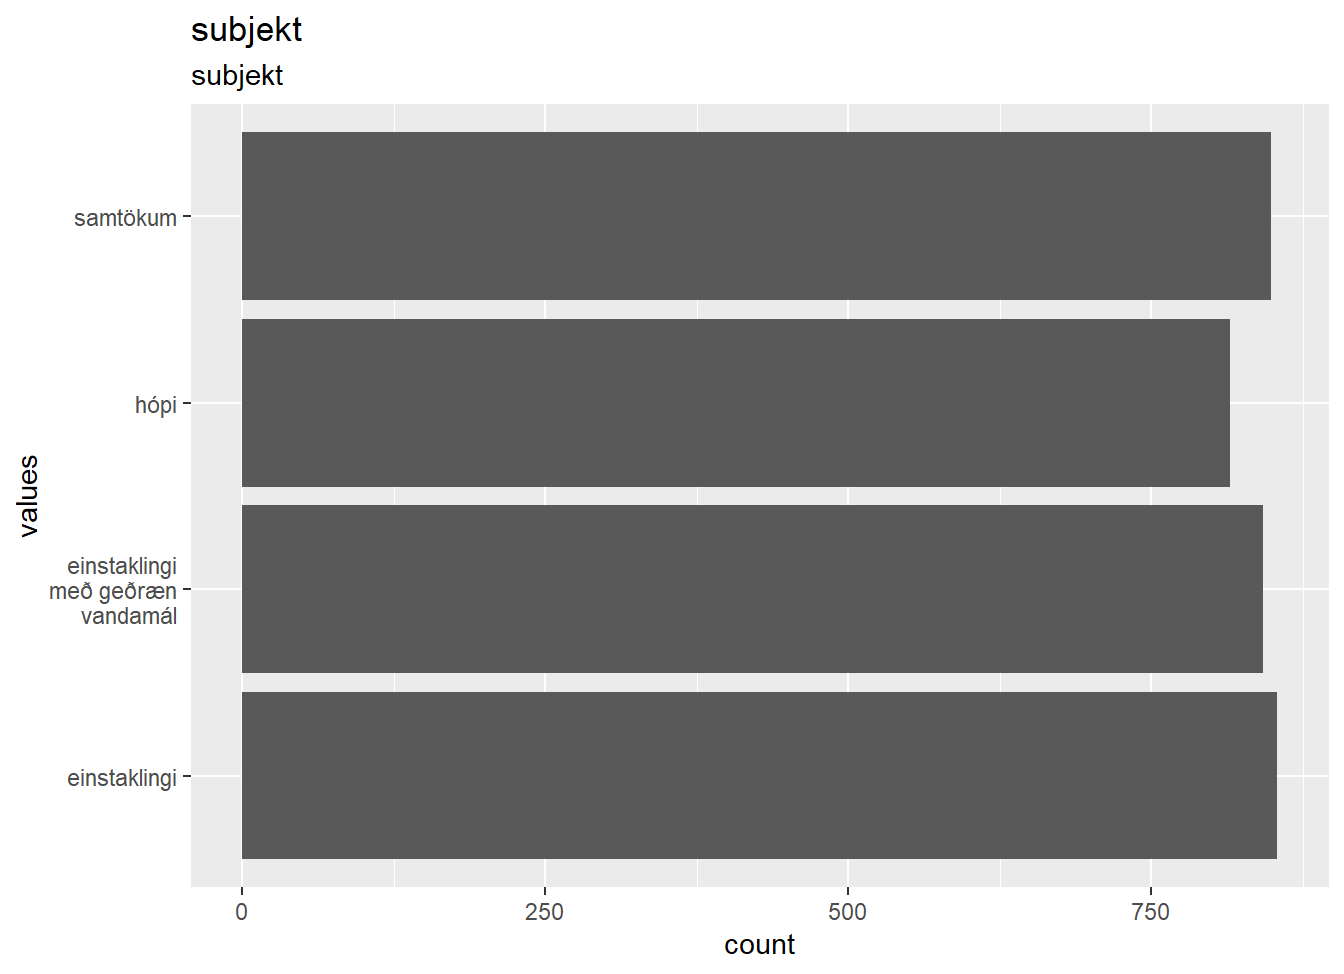 subjekt
subjekt
samtökum
hópi
einstaklingi
með geðræn
vandamál
einstaklingi
values
0 250 500 750
count